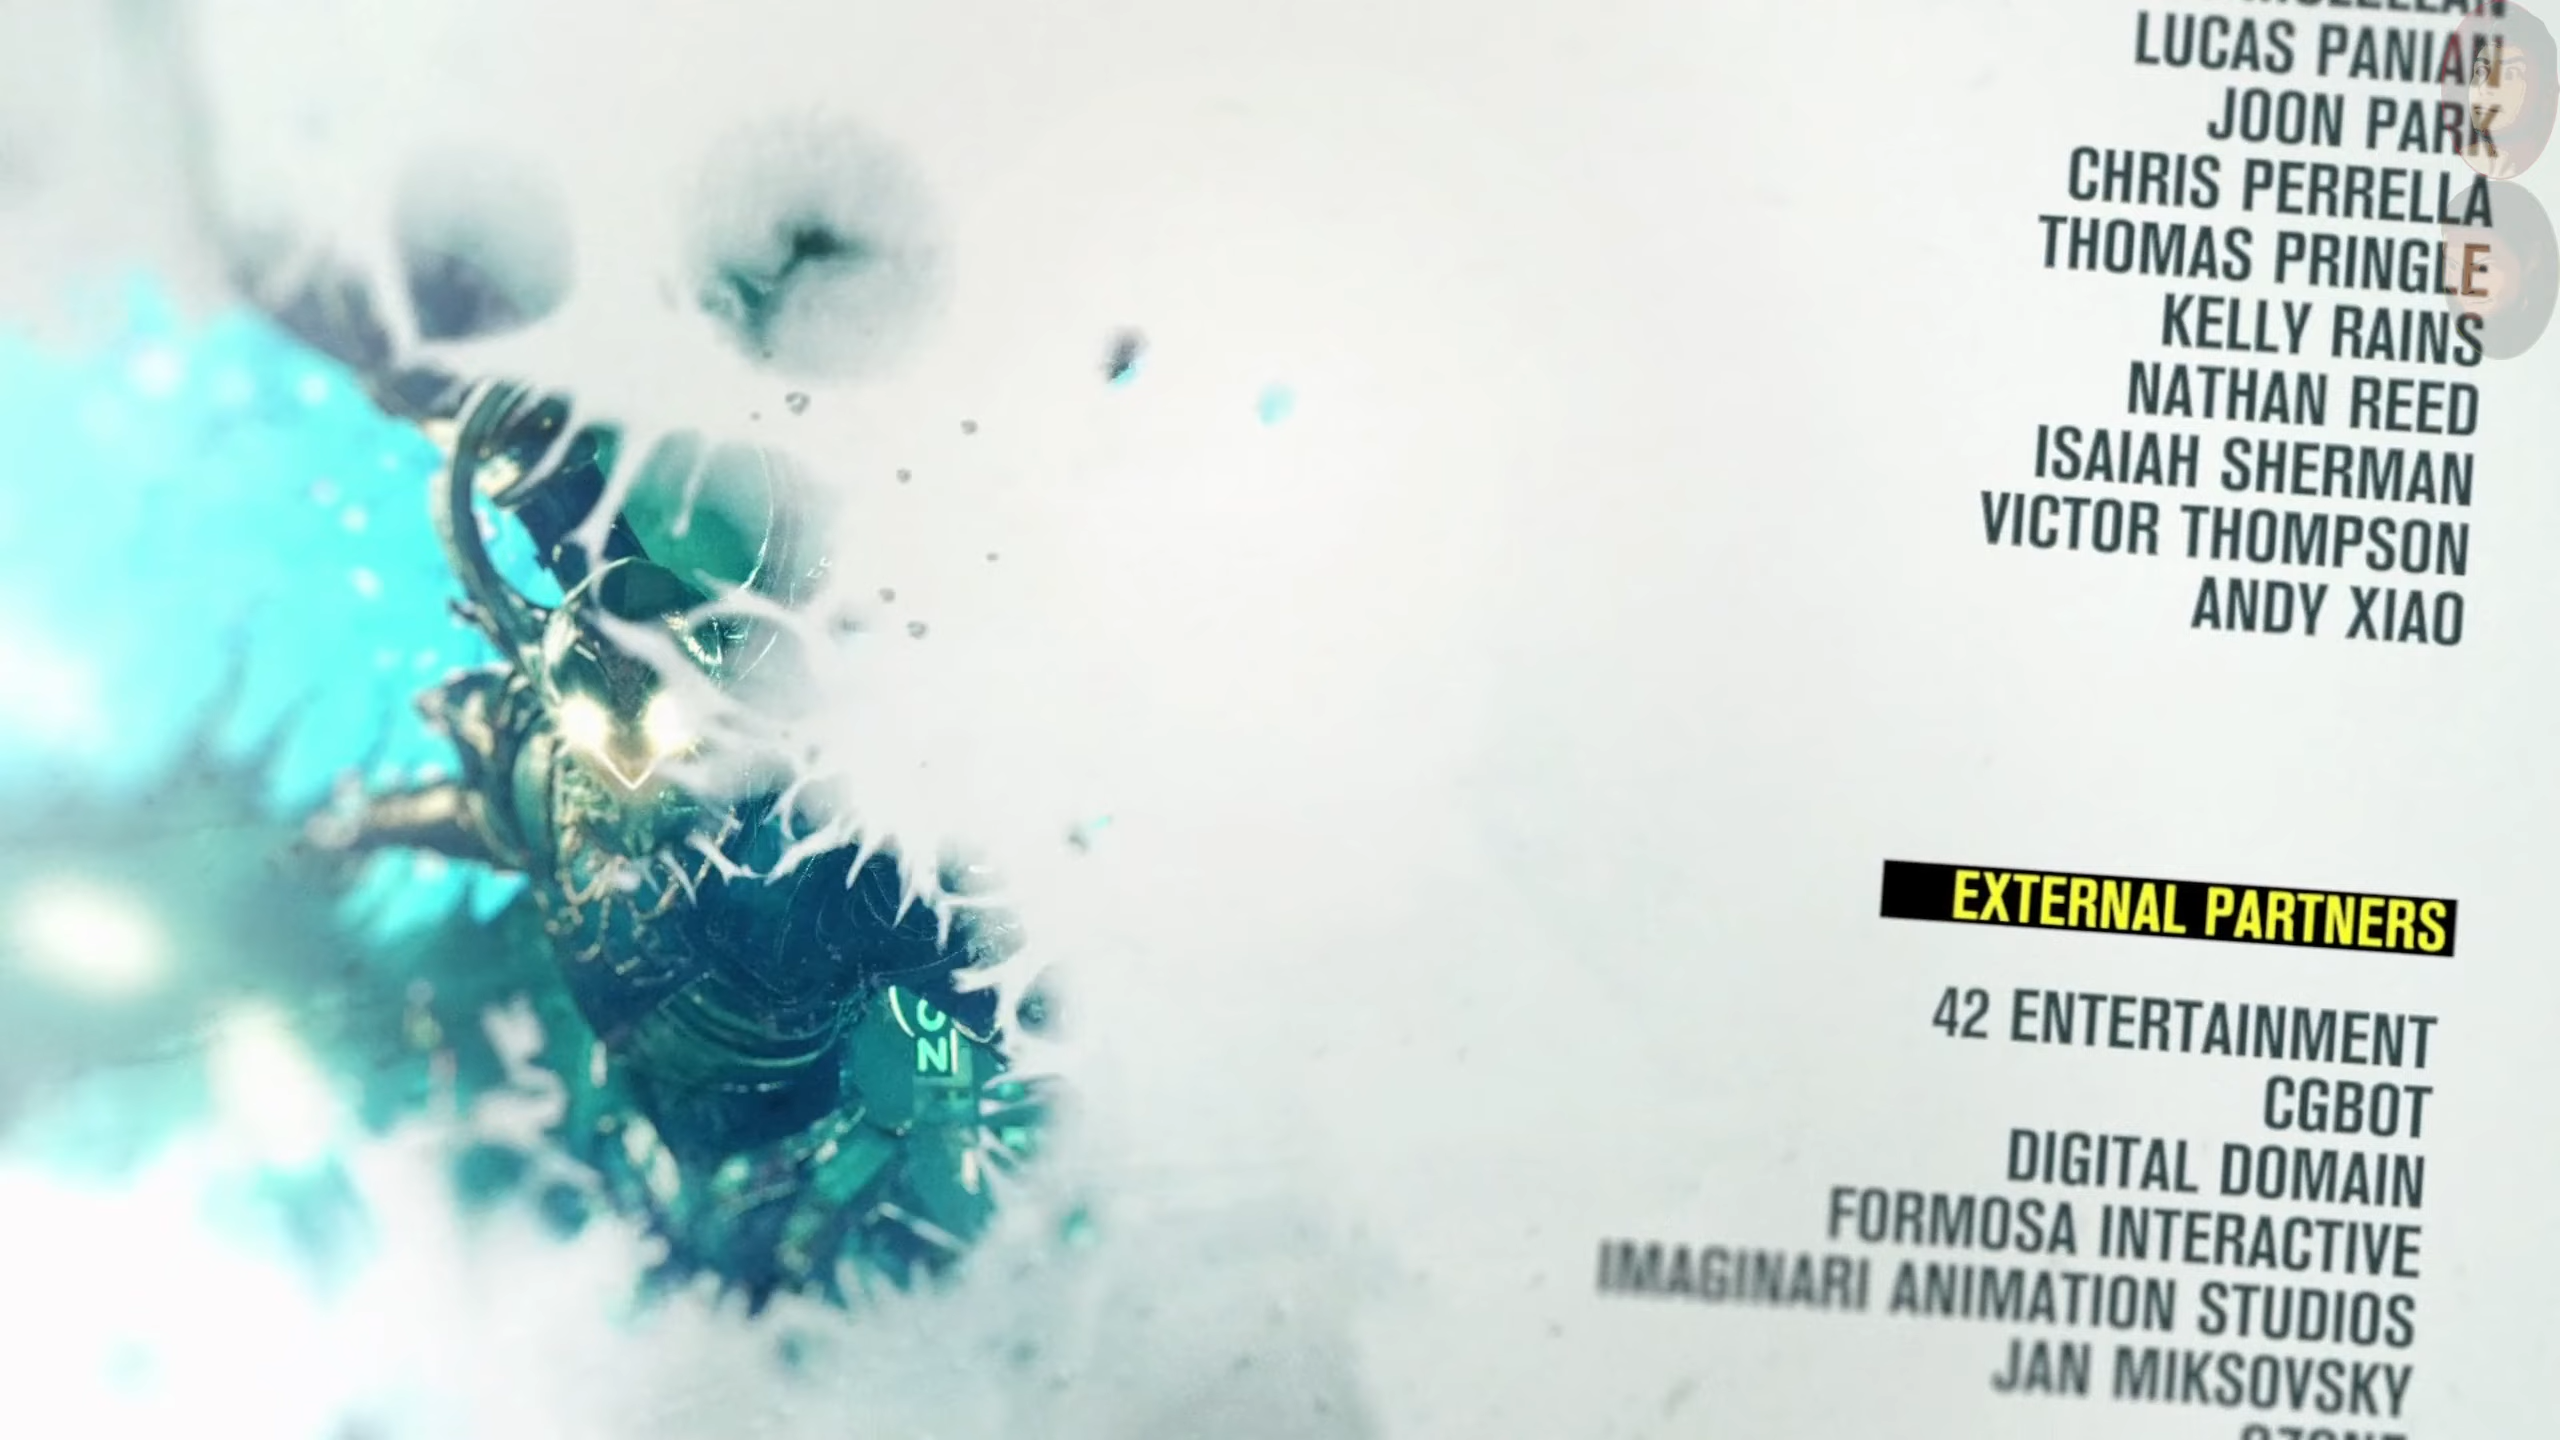 LUCAS PANIAN
JOON PARK
CHRIS PERRELLA
THOMAS PRINGLE
KELLY RAINS
NATHAN REED
ISAIAH SHERMAN
VICTOR THOMPSON
ANDY XIAO
EXTERNAL PARTNERS
42 ENTERTAINMENT
CGBOT
DIGITAL DOMAIN
FORMOSA INTERACTIVE
IMAGINARI ANIMATION STUDIOS
JAN MIKSOVSKY
ON